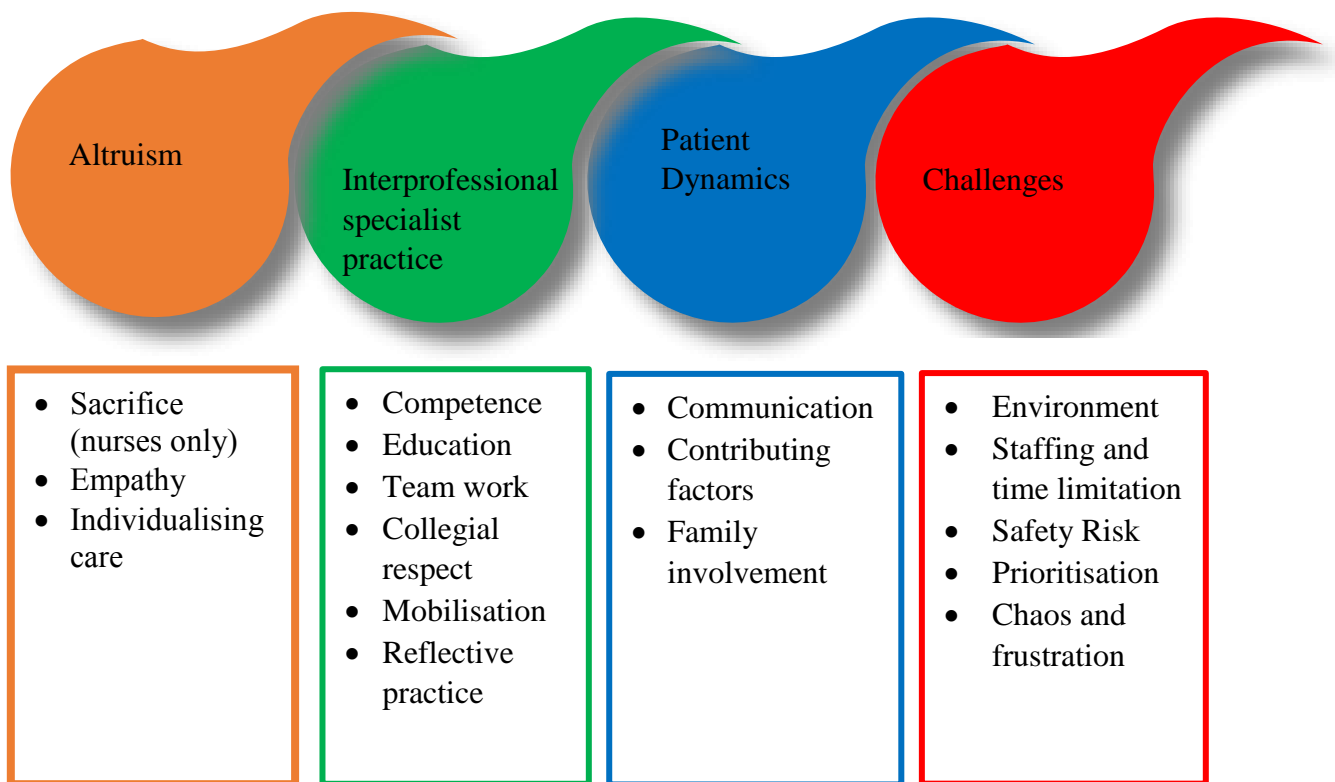 Altruism
Interprofessional
specialist
practice
Patient
Dynamics
Challenges
• Sacrifice
(nurses only)
• Empathy
• Individualising
care
• Competence
• Education
• Team work
• Collegial
respect
• Mobilisation
• Reflective
practice
• Communication
• Contributing
factors
• Family
involvement
• Environment
• Staffing and
time limitation
• Safety Risk
• Prioritisation
• Chaos and
frustration